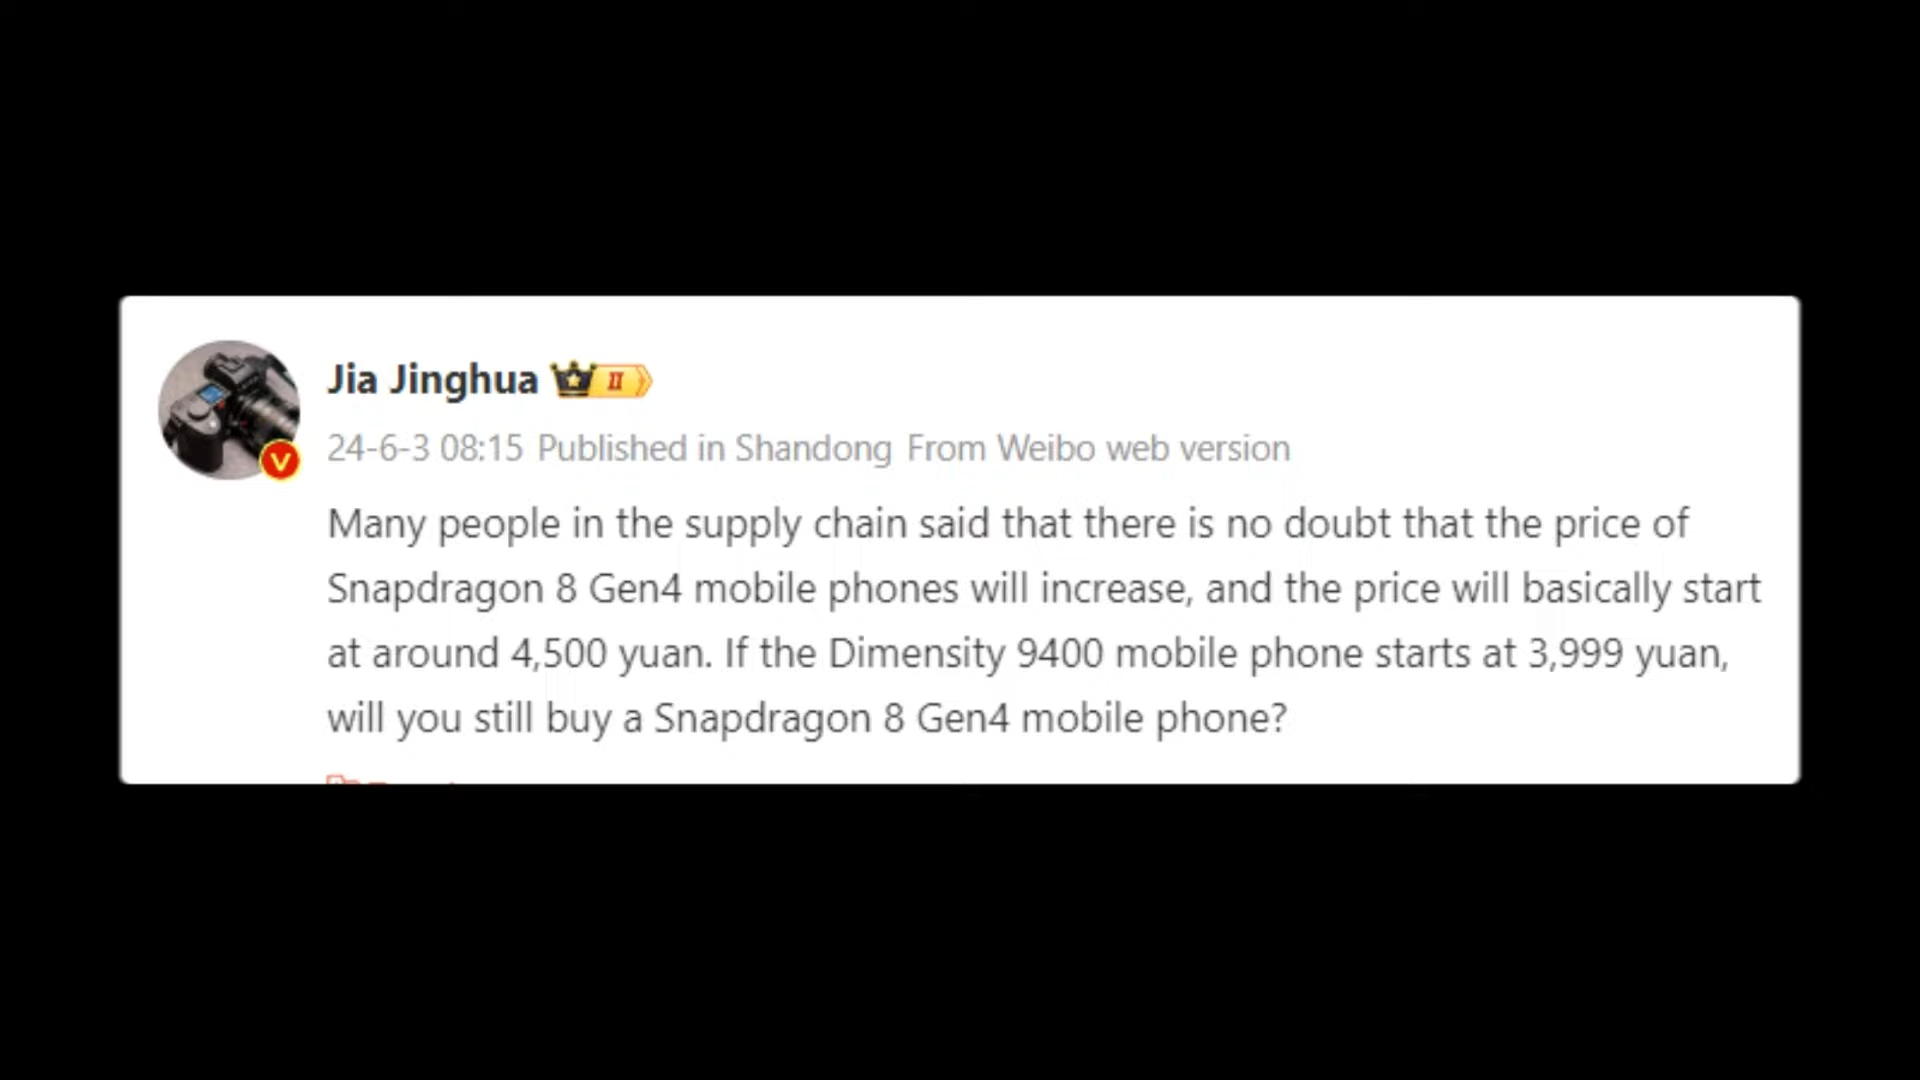 Jia Jinghua II
24-6-3 08:15 Published in Shandong From Weibo web version
Many people in the supply chain said that there is no doubt that the price of
Snapdragon 8 Gen4 mobile phones will increase, and the price will basically start
at around 4,500 yuan. If the Dimensity 9400 mobile phone starts at 3,999 yuan,
will you still buy a Snapdragon 8 Gen4 mobile phone?